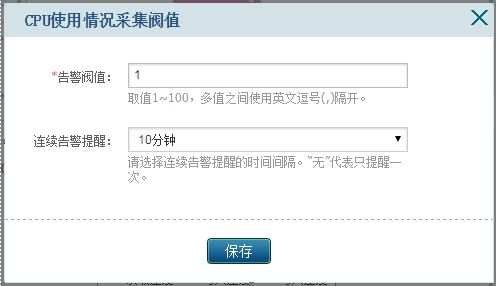 CPU使用情况采集阀值
*告警阀值：
1
取值1~100，多值之间使用英文逗号(,)隔开。
连续告警提醒：
10分钟
请选择连续告警提醒的时间间隔。“无”代表只提醒一
次。
保存